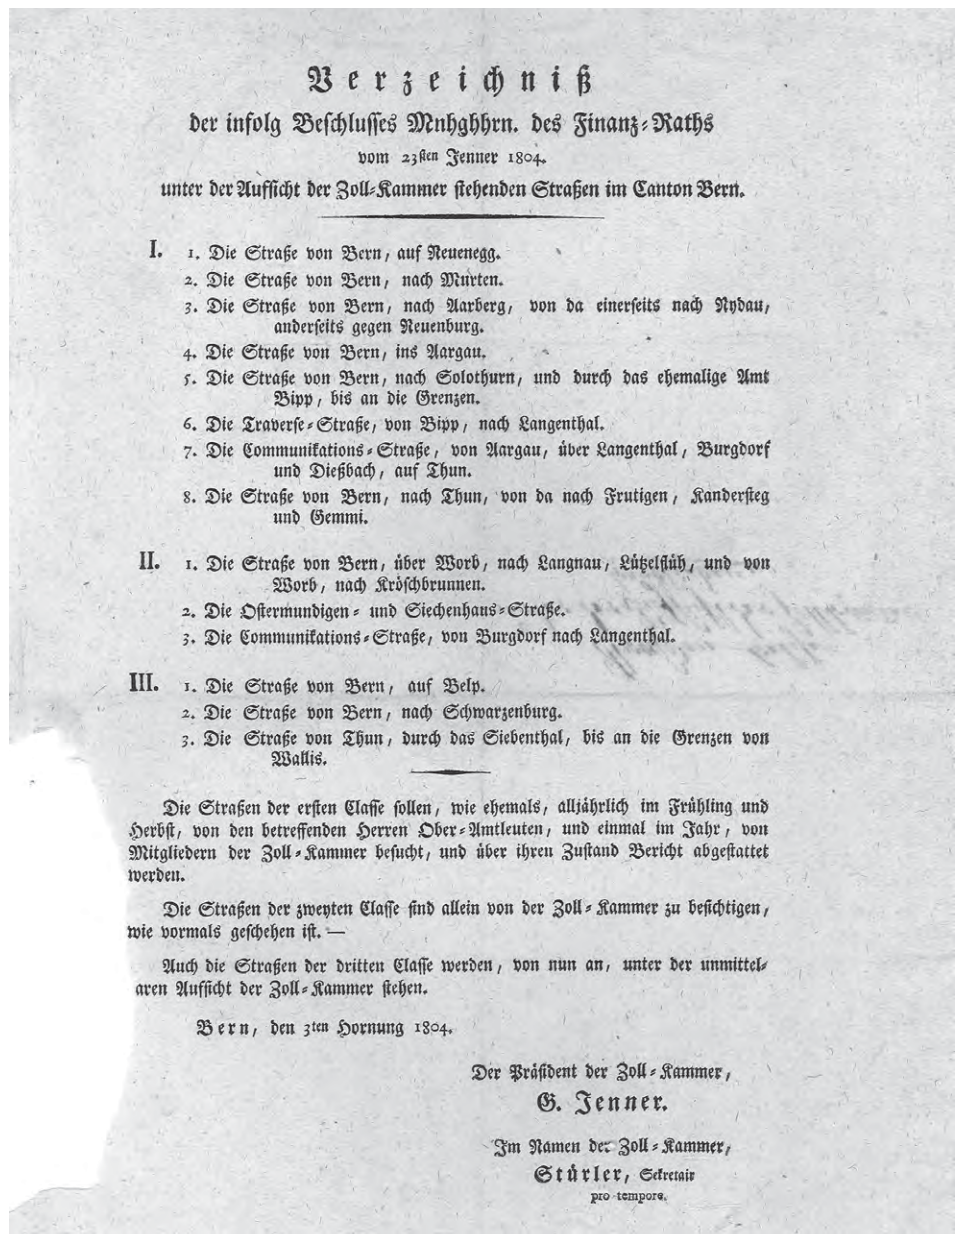 Verzeichniß
der infolg Beschlusses Mnhghhrn. des Finanz-Raths
vom 23sten Jenner 1804.
unter der Aufsicht der Zoll-Kammer stehenden Straßen im Canton Bern.
I. 1. Die Straße von Bern, auf Neuenegg.
2. Die Straße von Bern, nach Murten.
3. Die Straße von Bern, nach Aarberg, von da einerseits nach Nydau,
anderseits gegen Neuenburg.
4. Die Straße von Bern, ins Aargau.
5. Die Straße von Bern, nach Solothurn, und durch das ehemalige Amt
Bipp, bis an die Grenzen.
6. Die Traverse-Straße, von Bipp, nach Langenthal.
7. Die Communikations-Straße, von Aargau, über Langenthal, Burgdorf
und Dießbach, auf Thun.
8. Die Straße von Bern, nach Thun, von da nach Frutigen, Kandersteg
und Gemmi.
II. 1. Die Straße von Bern, über Worb, nach Langnau, Lützelflüh, und von
Worb, nach Kröschbrunnen.
2. Die Ostermundigen- und Siechenhaus-Straße.
3. Die Communikations-Straße, von Burgdorf nach Langenthal.
III. 1. Die Straße von Bern, auf Belp.
2. Die Straße von Bern, nach Schwarzenburg.
3. Die Straße von Thun, durch das Siebenthal, bis an die Grenzen von
Wallis.
Die Straßen der ersten Classe sollen, wie ehemals, alljährlich im Frühling und
Herbst, von den betreffenden Herren Ober-Amtleuten, und einmal im Jahr, von
Mitgliedern der Zoll-Kammer besucht, und über ihren Zustand Bericht abgestattet
werden.
Die Straßen der zweyten Classe sind allein von der Zoll-Kammer zu besichtigen,
wie vormals geschehen ist. —
Auch die Straßen der dritten Classe werden, von nun an, unter der unmittel-
aren Aufsicht der Zoll-Kammer stehen.
Bern, den 3ten Hornung 1804.
Der Präsident der Zoll-Kammer,
G. Jenner.
Im Namen der Zoll-Kammer,
Stürler, Sekretair
pro tempore.